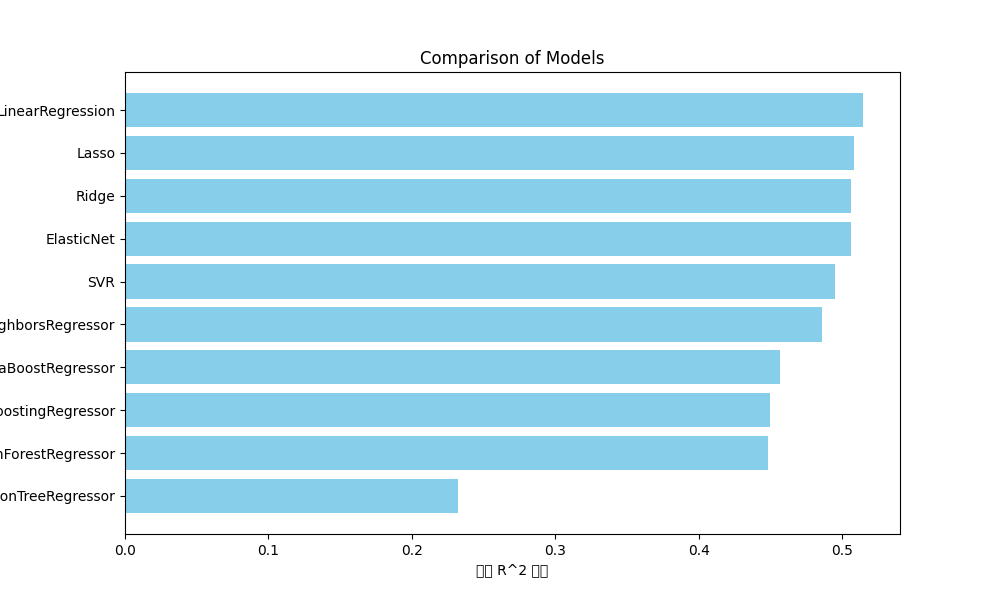 Comparison of Models
LinearRegression
Lasso
Ridge
ElasticNet
SVR
ghborsRegressor
aBoostRegressor
oostingRegressor
ForestRegressor
onTreeRegressor
0.0 0.1 0.2 0.3 0.4 0.5
R^2